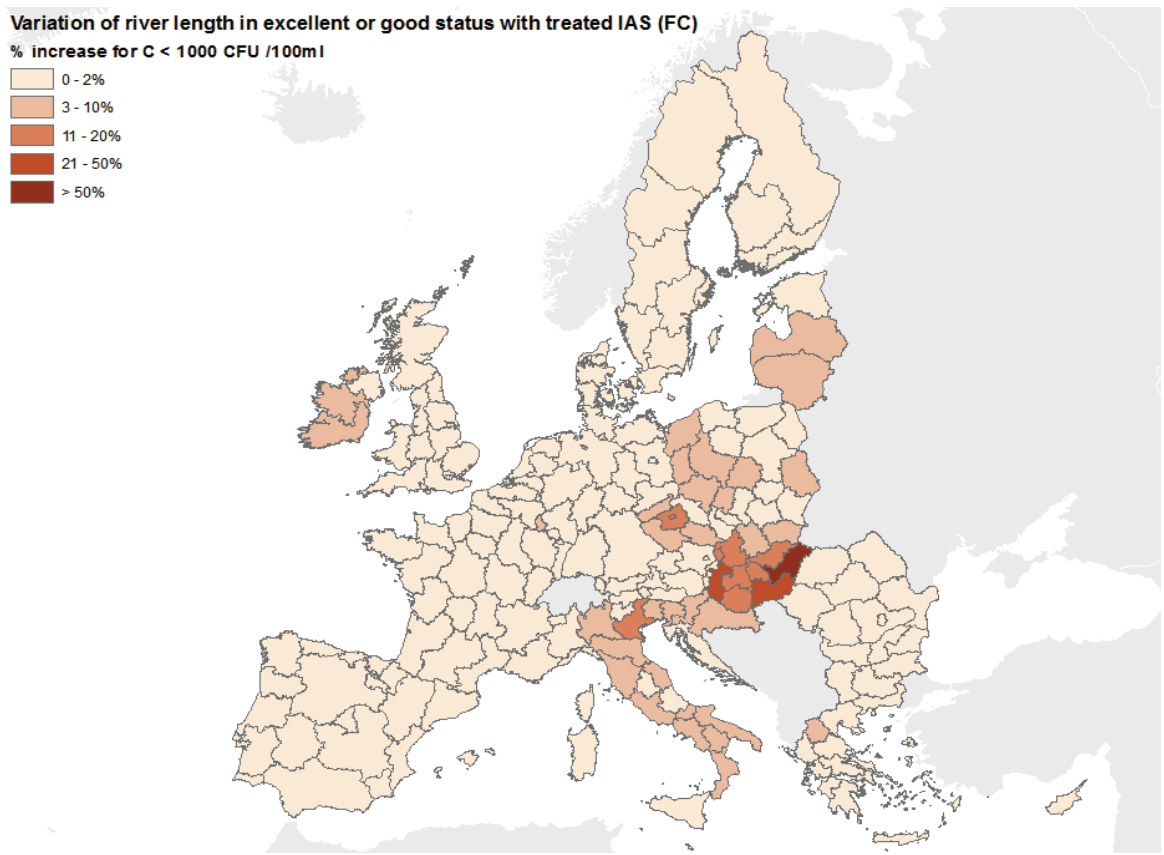 Variation of river length in excellent or good status with treated IAS (FC)
% increase for C < 1000 CFU /100ml
0 - 2%
3 - 10%
11 - 20%
21 - 50%
> 50%